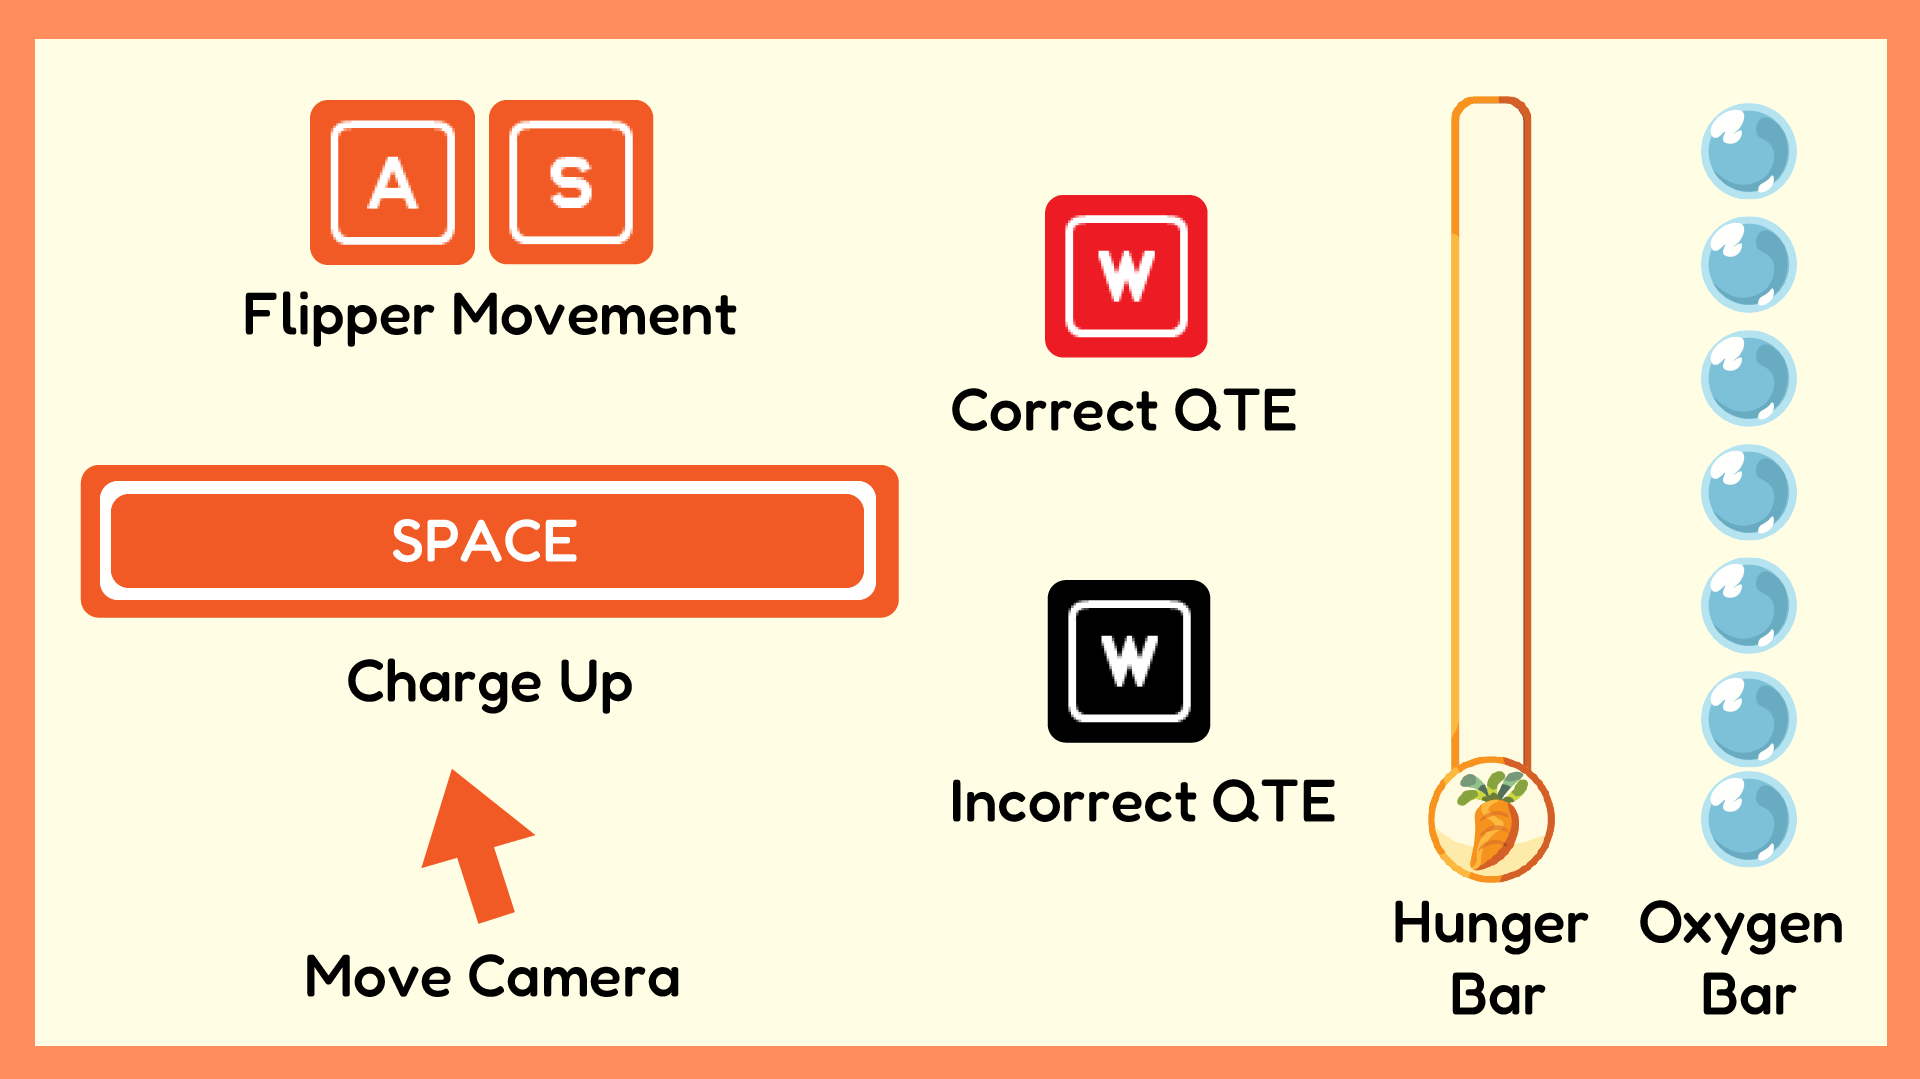 A S
Flipper Movement
SPACE
Charge Up
Move Camera
W
Correct QTE
W
Incorrect QTE
Hunger
Bar
Oxygen
Bar